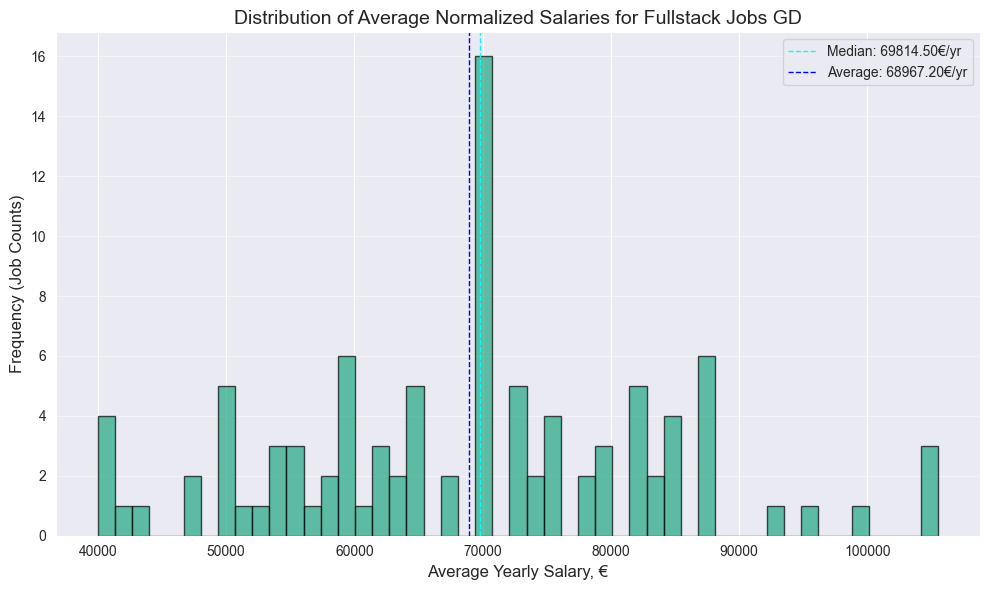 Distribution of Average Normalized Salaries for Fullstack Jobs GD
Median: 69814.50€/yr
Average: 68967.20€/yr
Frequency (Job Counts)
16
14
12
10
8
6
4
2
0
40000 50000 60000 70000 80000 90000 100000
Average Yearly Salary, €